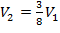 V₂ = 3/8 V₁